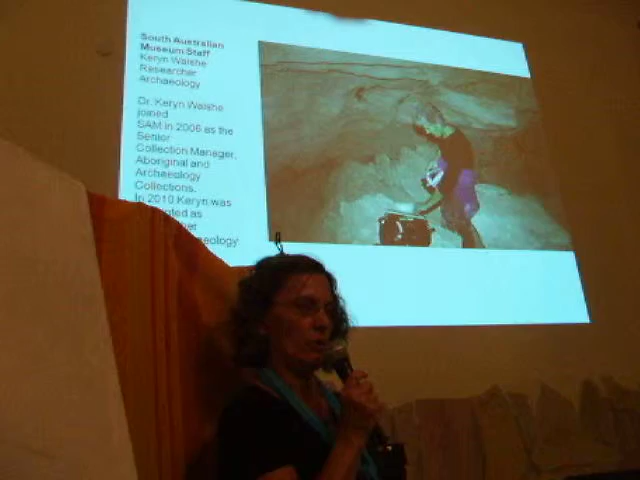 South Australian
Museum Staff
Keryn Walshe
Researcher
Archaeology
Dr. Keryn Walshe
joined
SAM in 2006 as the
Senior
Collection Manager,
Aboriginal and
Archaeology
Collections.
In 2010 Keryn was
as